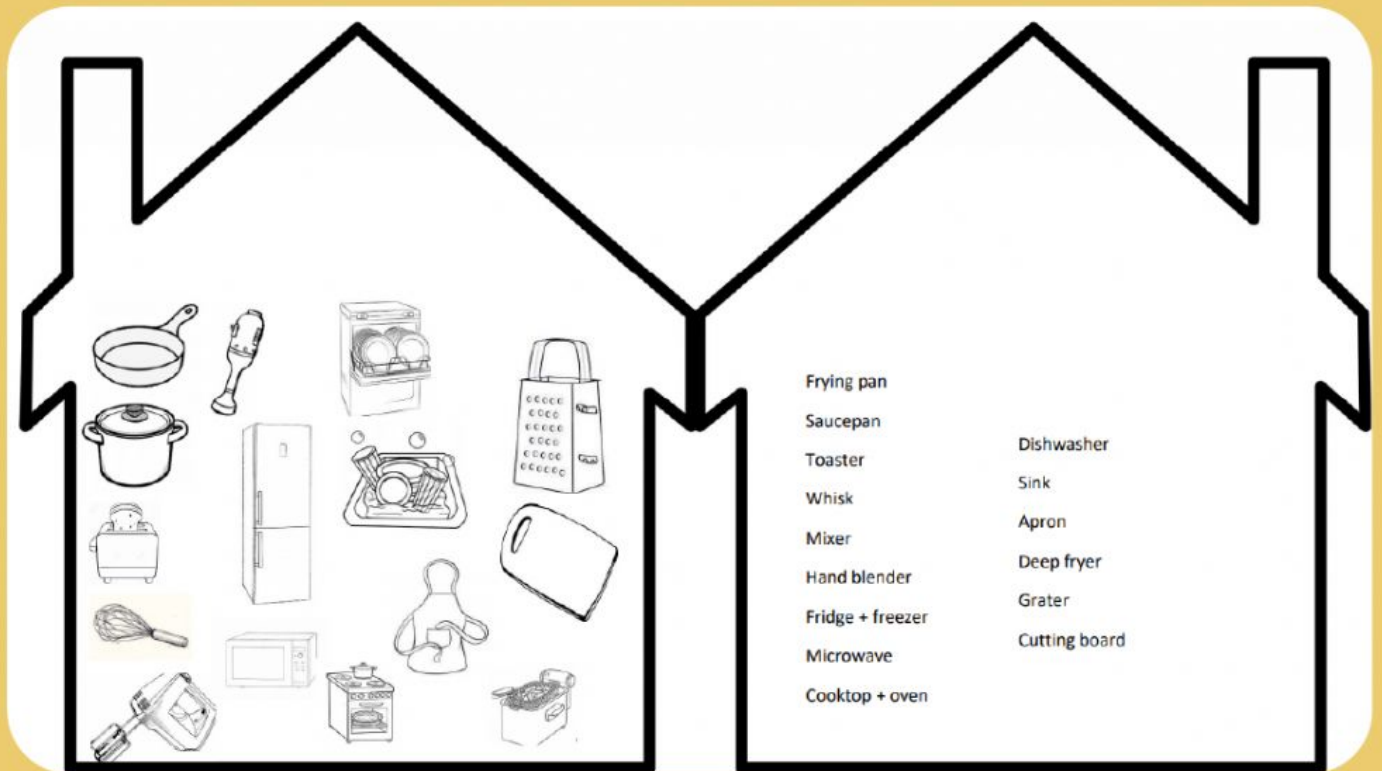 Frying pan
Saucepan
Toaster
Whisk
Mixer
Hand blender
Fridge + freezer
Microwave
Cooktop + oven
Dishwasher
Sink
Apron
Deep fryer
Grater
Cutting board